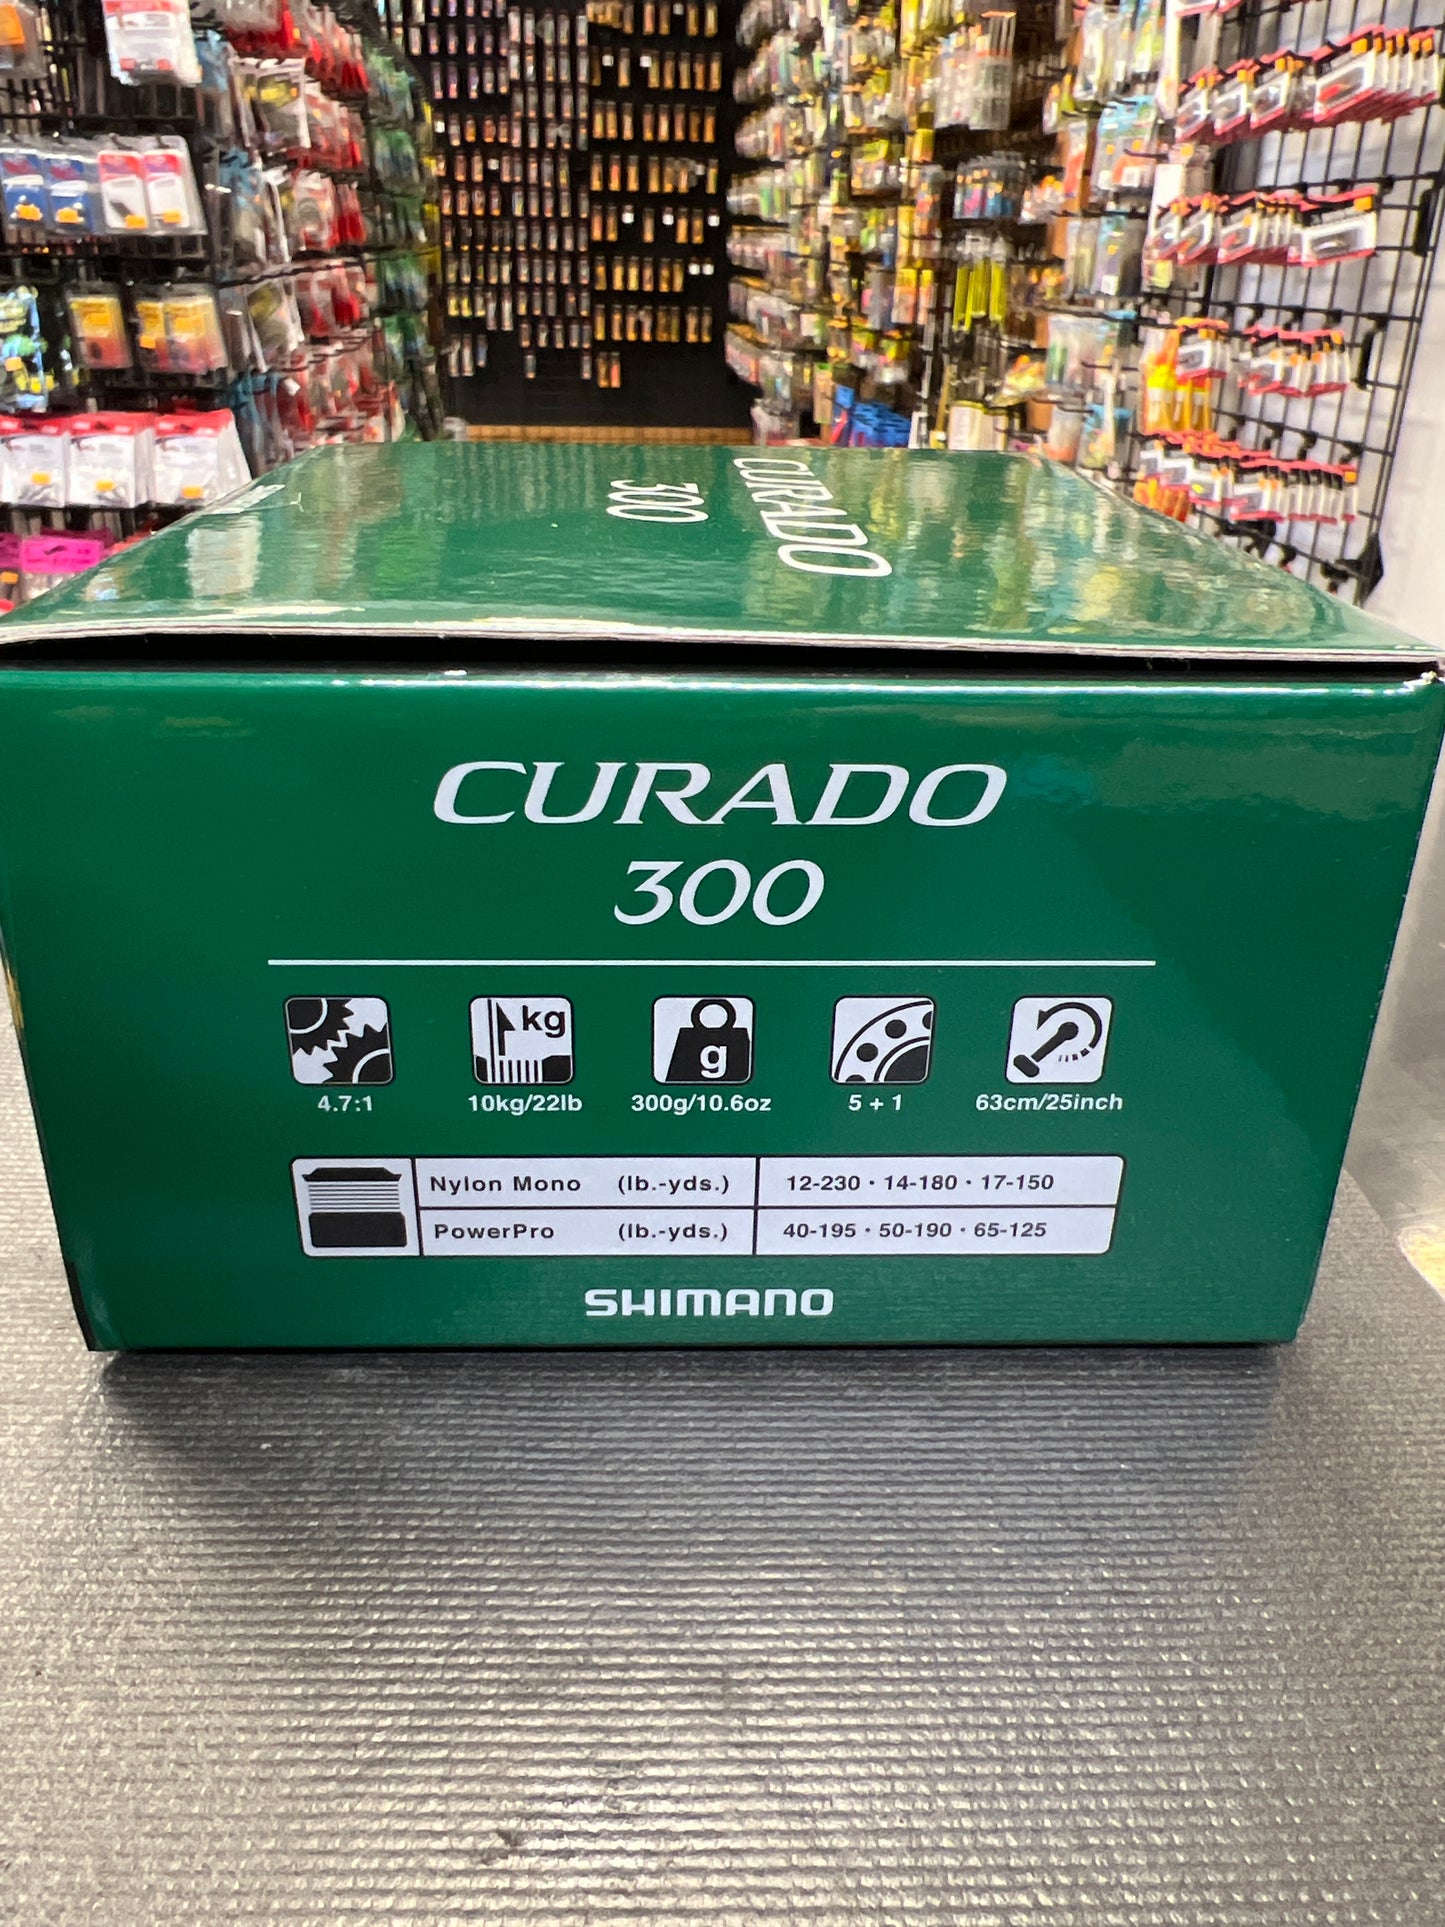 CURADO
300
CURADO
300
kg
g
4.7:1
10kg/22lb
300g/10.6oz
5 + 1
63cm/25inch
Nylon Mono (lb.-yds.) 12-230 · 14-180 · 17-150
PowerPro (lb.-yds.) 40-195 · 50-190 · 65-125
SHIMANO